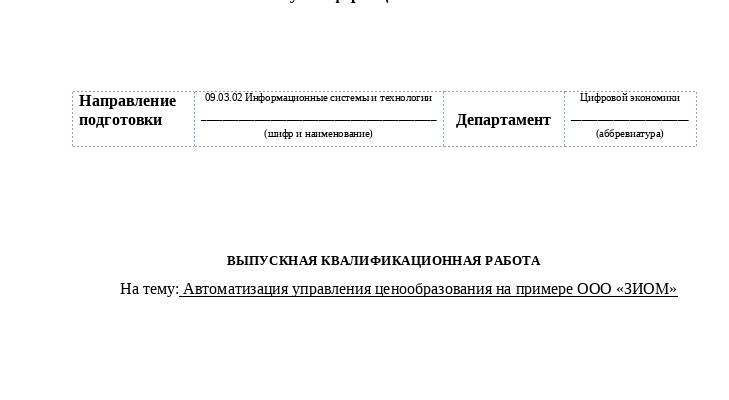 Направление
подготовки
09.03.02 Информационные системы и технологии
(шифр и наименование)
Департамент
Цифровой экономики
(аббревиатура)
ВЫПУСКНАЯ КВАЛИФИКАЦИОННАЯ РАБОТА
На тему: Автоматизация управления ценообразования на примере ООО «ЗИОМ»